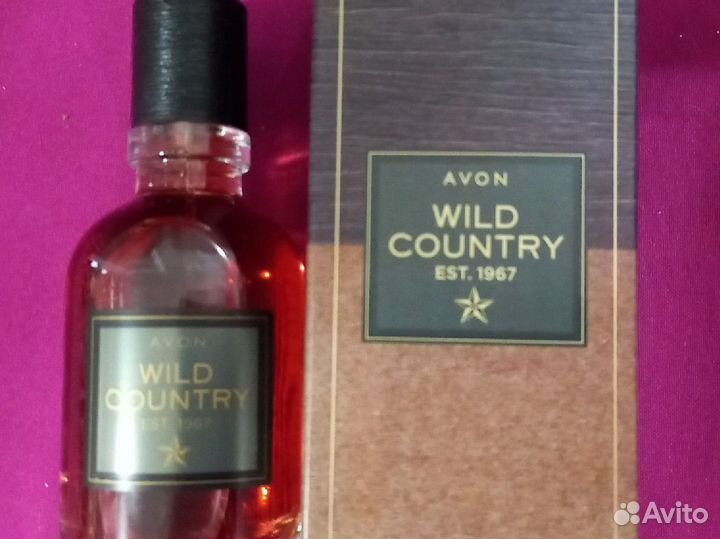 AVON
WILD
COUNTRY
EST. 1967
AVON
WILD
COUNTRY
EST. 1967
Avito